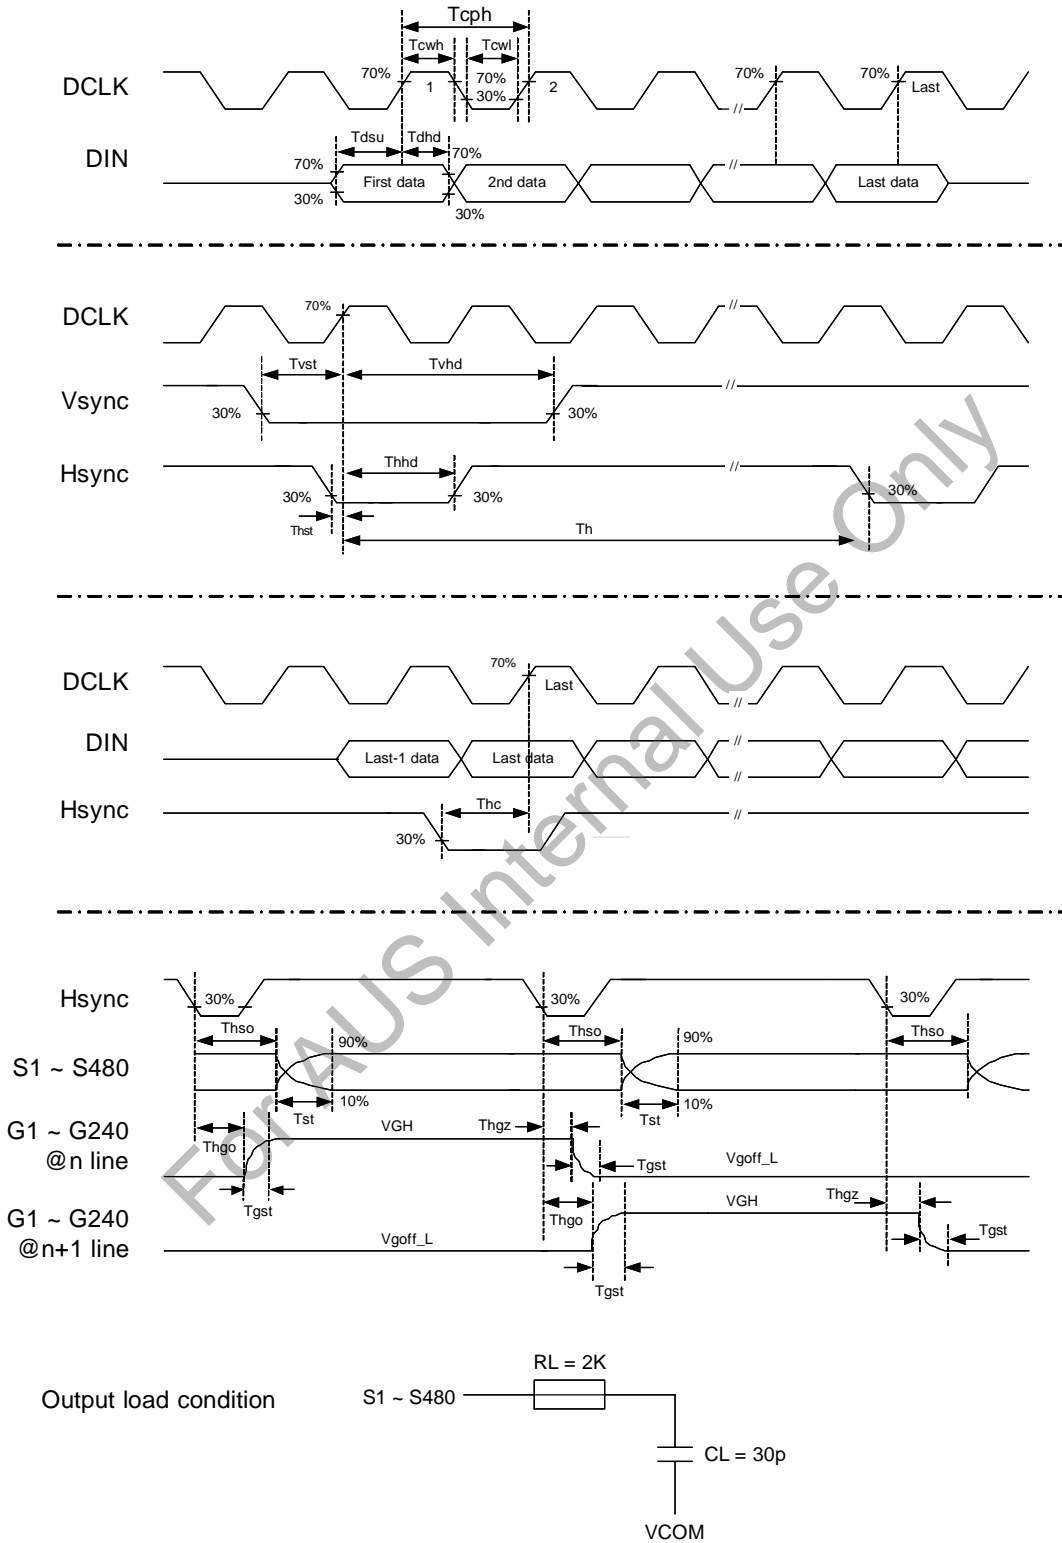 Tcph
Tcwh Tcwl
DCLK 70% 1 70% 30% 2 // 70% 70% Last
Tdsu Tdhd
DIN 70% 70% //
First data 2nd data Last data
30% 30%
DCLK 70% //
Tvst Tvhd
Vsync 30% 30% //
Thhd
Hsync 30% 30% // 30%
Thst
Th
DCLK 70% Last //
DIN // //
Last-1 data Last data
Hsync Thc //
30%
Hsync 30% 30% 30%
Thso Thso Thso
S1 ~ S480 90% 90%
10% 10%
Tst Tst
G1 ~ G240
@n line
Thgo VGH Thgz Tgst Vgoff_L
Tgst
G1 ~ G240
@n+1 line
Vgoff_L Thgo VGH Thgz Tgst
Tgst
For AUS Internal Use Only
RL = 2K
Output load condition S1 ~ S480
CL = 30p
VCOM